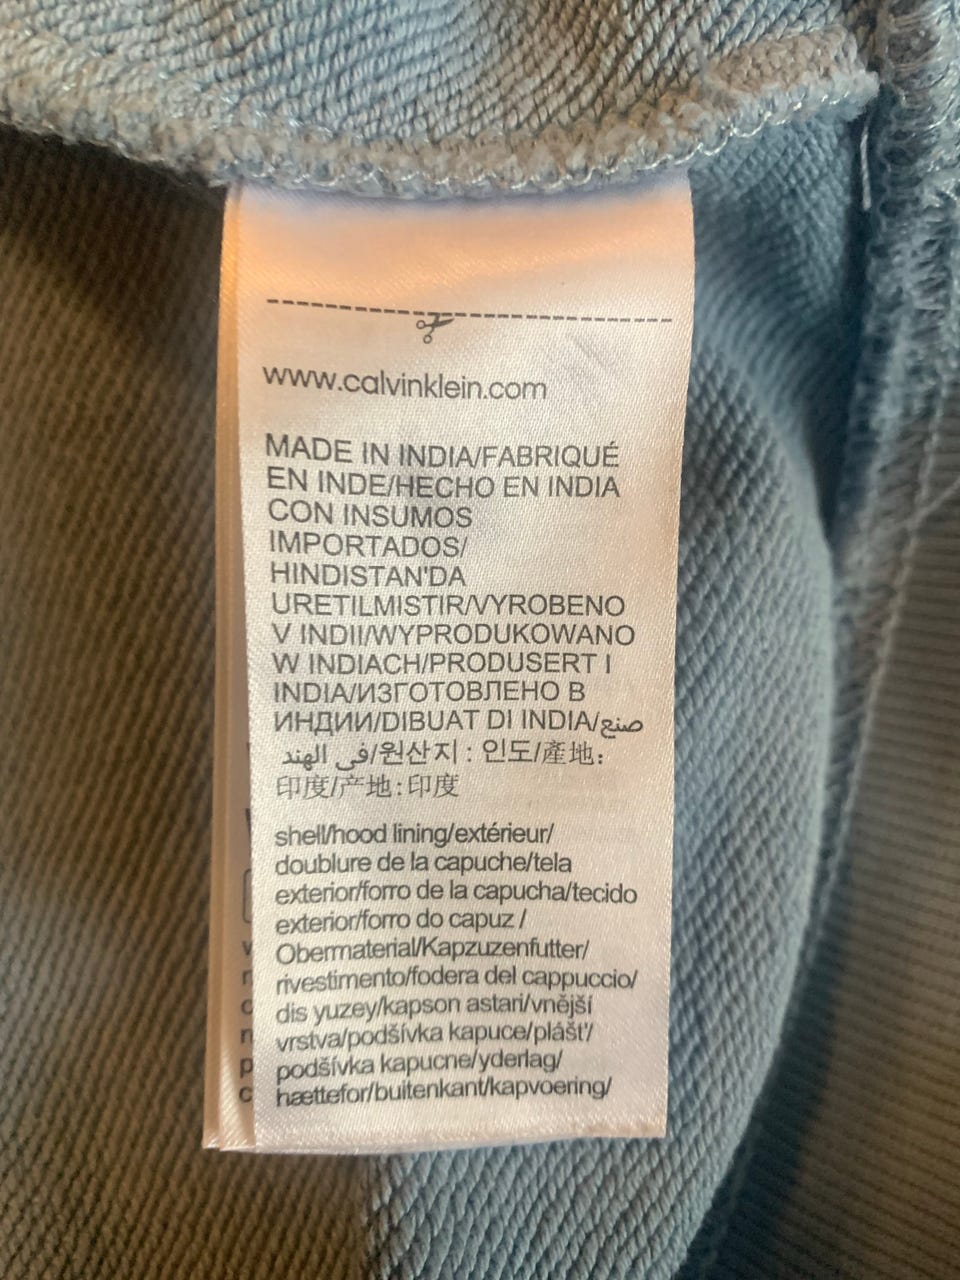 www.calvinklein.com
MADE IN INDIA/FABRIQUÉ
EN INDE/HECHO EN INDIA
CON INSUMOS
IMPORTADOS/
HINDISTAN'DA
URETILMISTIR/VYROBENO
V INDII/WYPRODUKOWANO
W INDIACH/PRODUSERT I
INDIA/ИЗГОТОВЛЕНО В
ИНДИИ/DIBUAT DI INDIA/صنع
في الهند/원산지 : 인도/產地:
印度/产地:印度
shell/hood lining/extérieur/
doublure de la capuche/tela
exterior/forro de la capucha/tecido
exterior/forro do capuz /
Obermaterial/Kapzuzenfutter/
rivestimento/fodera del cappuccio/
dis yuzey/kapson astari/vnější
vrstva/podšívka kapuce/plášt'/
podšívka kapucne/yderlag/
hættefor/buitenkant/kapvoering/